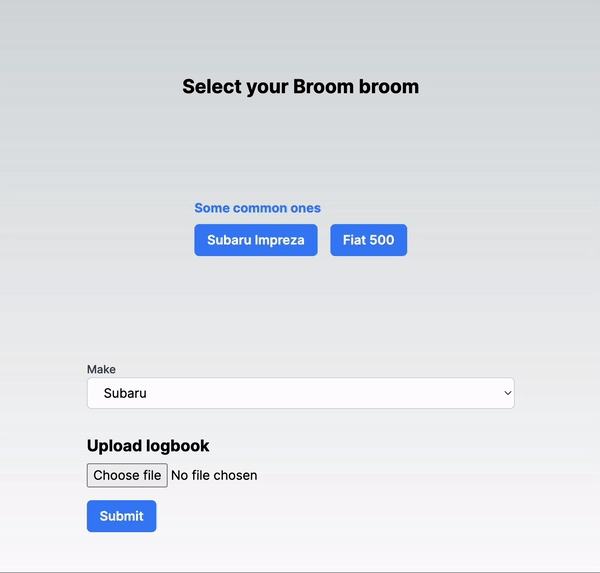 Select your Broom broom
Some common ones
Subaru Impreza Fiat 500
Make
Subaru
Upload logbook
Choose file No file chosen
Submit